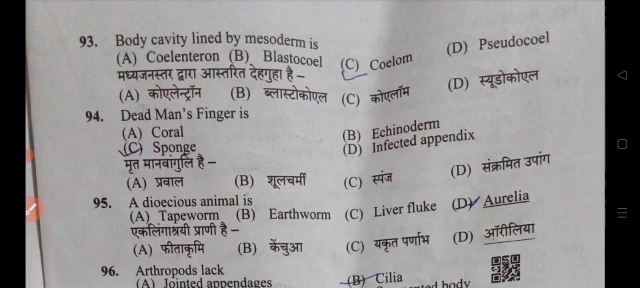 93. Body cavity lined by mesoderm is
(A) Coelenteron (B) Blastocoel (C) Coelom (D) Pseudocoel
मध्यजनस्तर द्वारा आस्तरित देहगुहा है –
(A) कोएलेन्ट्रॉन (B) ब्लास्टोकोएल (C) कोएलॉम (D) स्यूडोकोएल
94. Dead Man's Finger is
(A) Coral (B) Echinoderm
(C) Sponge (D) Infected appendix
मृत मानवांगुलि है –
(A) प्रवाल (B) शूलचर्मी (C) स्पंज (D) संक्रमित उपांग
95. A dioecious animal is
(A) Tapeworm (B) Earthworm (C) Liver fluke (D) Aurelia
एकलिंगाश्रयी प्राणी है –
(A) फीताकृमि (B) केंचुआ (C) यकृत पर्णाभ (D) ऑरीलिया
96. Arthropods lack
(A) Jointed appendages (B) Cilia
body